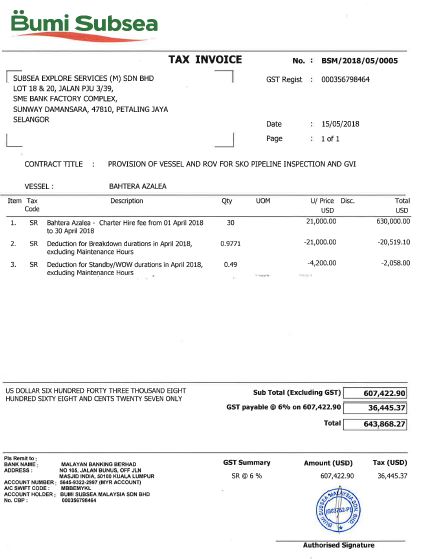 Bumi Subsea
TAX INVOICE
No. : BSM/2018/05/0005
SUBSEA EXPLORE SERVICES (M) SDN BHD
LOT 18 & 20, JALAN PJU 3/39,
SME BANK FACTORY COMPLEX,
SUNWAY DAMANSARA, 47810, PETALING JAYA
SELANGOR
GST Regist : 000356798464
Date : 15/05/2018
Page : 1 of 1
CONTRACT TITLE : PROVISION OF VESSEL AND ROV FOR SKO PIPELINE INSPECTION AND GVI
VESSEL : BAHTERA AZALEA
Item Tax Code Description Qty UOM U/ Price USD Disc. Total USD
1. SR Bahtera Azalea - Charter Hire fee from 01 April 2018 30 21,000.00 630,000.00
to 30 April 2018
2. SR Deduction for Breakdown durations in April 2018, 0.9771 -21,000.00 -20,519.10
excluding Maintenance Hours
3. SR Deduction for Standby/WOW durations in April 2018, 0.49 -4,200.00 -2,058.00
excluding Maintenance Hours
US DOLLAR SIX HUNDRED FORTY THREE THOUSAND EIGHT
HUNDRED SIXTY EIGHT AND CENTS TWENTY SEVEN ONLY
Sub Total (Excluding GST) 607,422.90
GST payable @ 6% on 607,422.90 36,445.37
Total 643,868.27
Pls Remit to :
BANK NAME : MALAYAN BANKING BERHAD
ADDRESS : NO 105, JALAN BUNUS, OFF JLN
MASJID INDIA, 50100 KUALA LUMPUR
ACCOUNT NUMBER : 5645-9322-2997 (MYR ACCOUNT)
A/C SWIFT CODE : MBBEMYKL
ACCOUNT HOLDER : BUMI SUBSEA MALAYSIA SDN BHD
No. CBP : 000356798464
GST Summary Amount (USD) Tax (USD)
SR @ 6 % 607,422.90 36,445.37
Authorised Signature